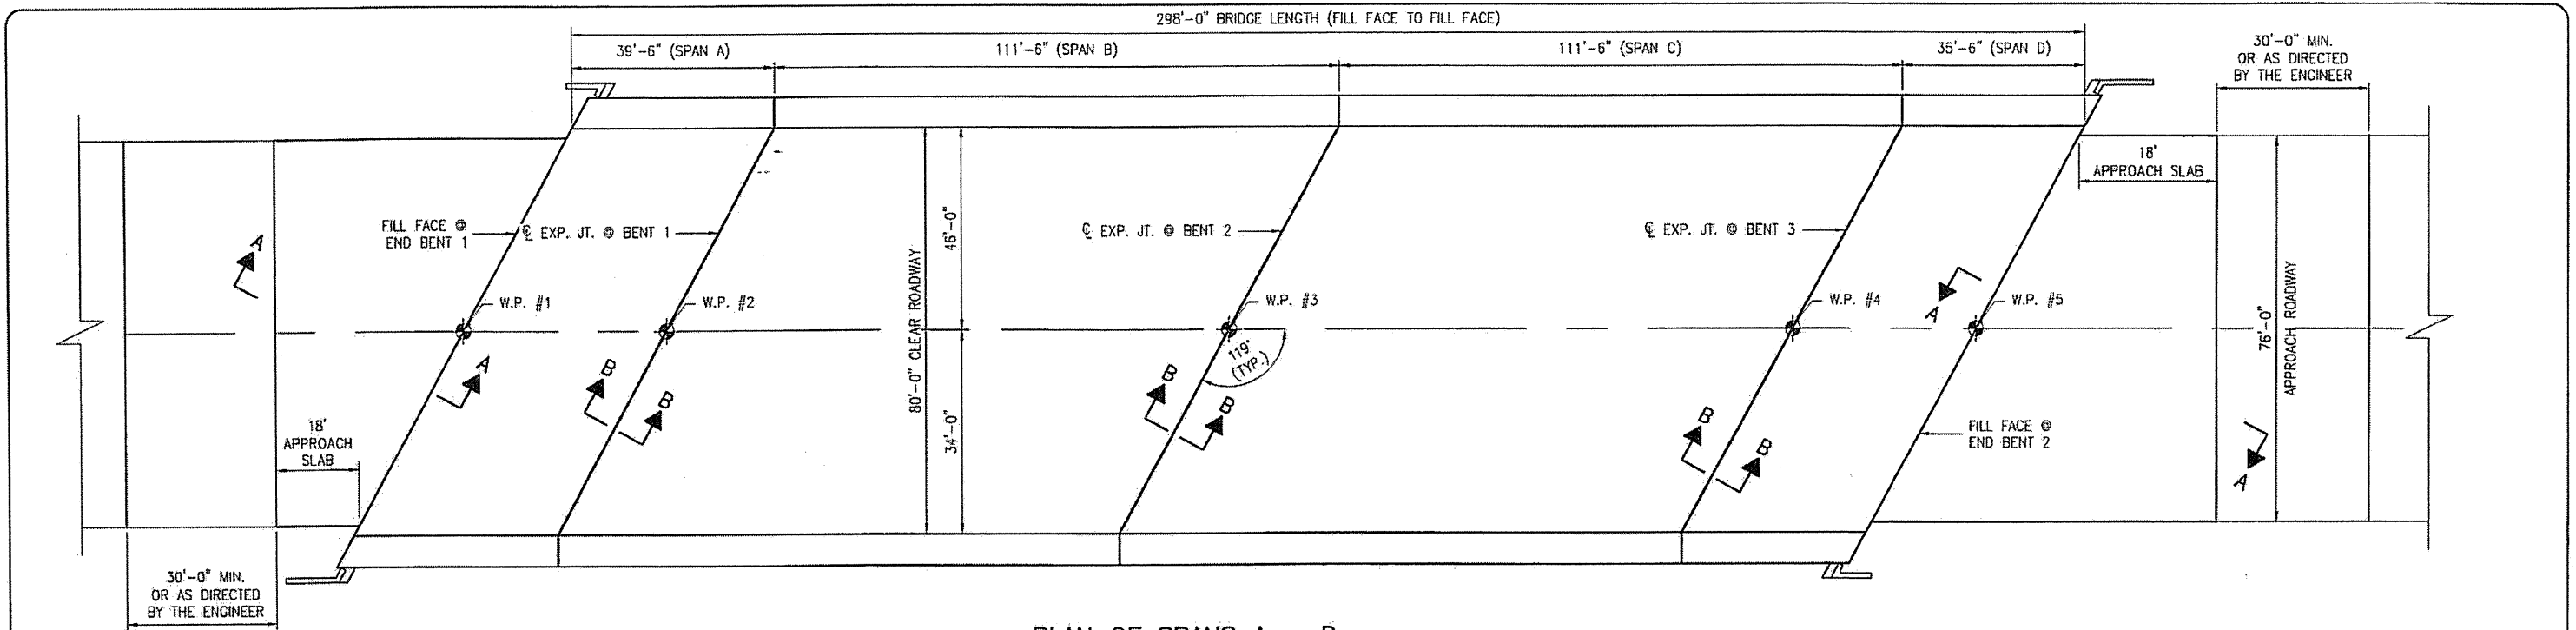 298'-0" BRIDGE LENGTH (FILL FACE TO FILL FACE)
39'-6" (SPAN A)
111'-6" (SPAN B)
111'-6" (SPAN C)
35'-6" (SPAN D)
30'-0" MIN.
OR AS DIRECTED
BY THE ENGINEER
18'
APPROACH SLAB
FILL FACE @
END BENT 1
℄ EXP. JT. @ BENT 1
℄ EXP. JT. @ BENT 2
℄ EXP. JT. @ BENT 3
A
46'-0"
80'-0" CLEAR ROADWAY
W.P. #1
W.P. #2
W.P. #3
W.P. #4
W.P. #5
A
76'-0"
APPROACH ROADWAY
119°
(TYP.)
A
B
B
B
B
B
B
34'-0"
18'
APPROACH
SLAB
FILL FACE @
END BENT 2
A
30'-0" MIN.
OR AS DIRECTED
BY THE ENGINEER